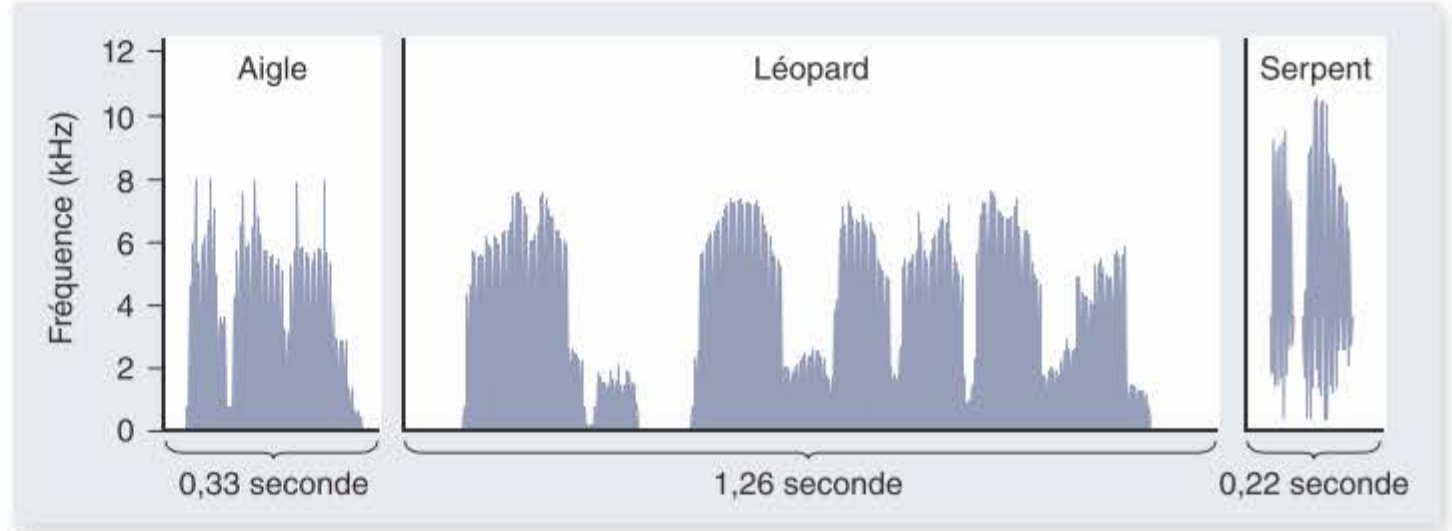 Aigle
Léopard
Serpent
Fréquence (kHz)
12
10
8
6
4
2
0
0,33 seconde
1,26 seconde
0,22 seconde